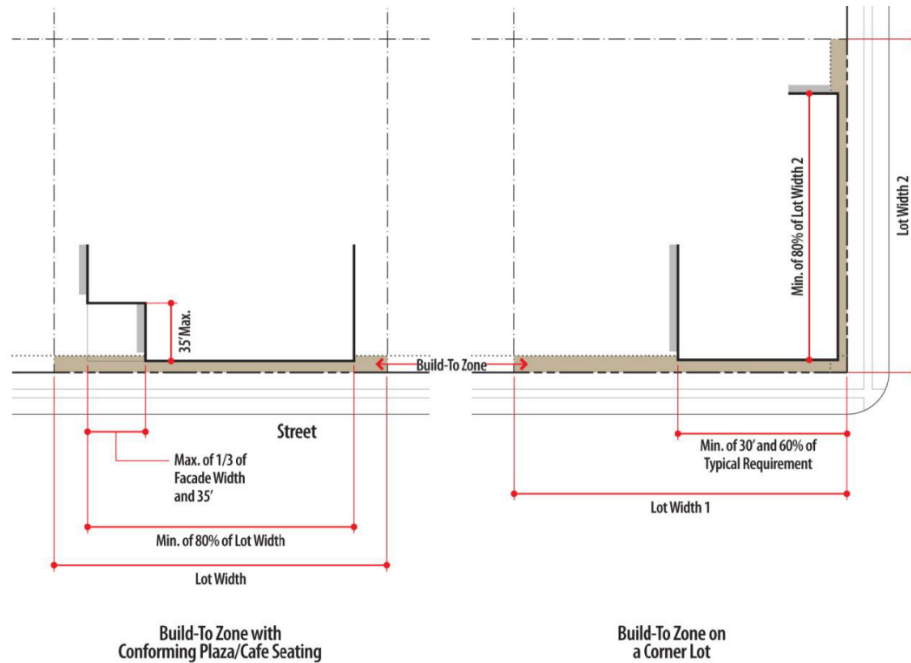 35' Max.
Build-To Zone
Street
Max. of 1/3 of
Facade Width
and 35'
Min. of 80% of Lot Width
Lot Width
Build-To Zone with
Conforming Plaza/Cafe Seating
Min. of 80% of Lot Width 2
Lot Width 2
Min. of 30' and 60% of
Typical Requirement
Lot Width 1
Build-To Zone on
a Corner Lot